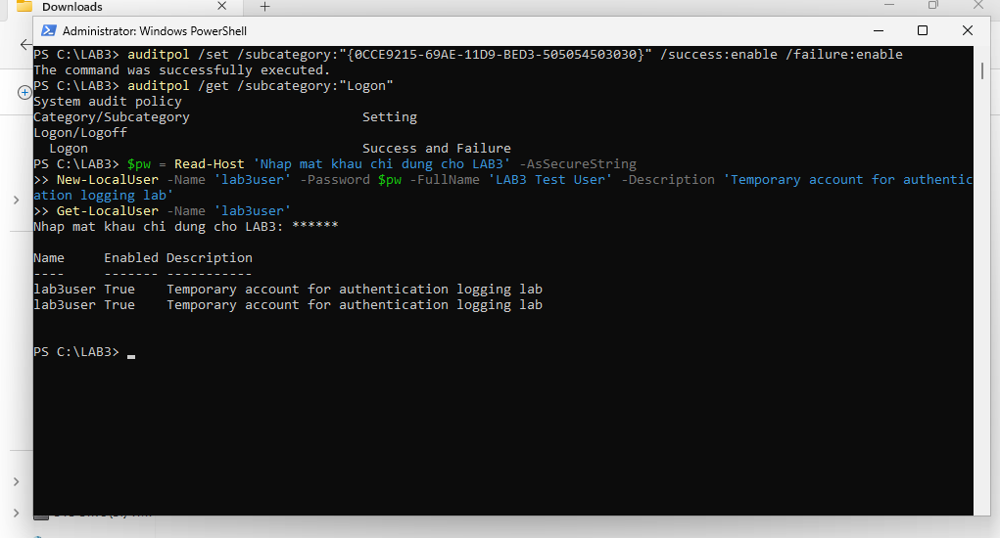 Downloads
Administrator: Windows PowerShell
PS C:\LAB3> auditpol /set /subcategory:"{0CCE9215-69AE-11D9-BED3-505054503030}" /success:enable /failure:enable
The command was successfully executed.
PS C:\LAB3> auditpol /get /subcategory:"Logon"
System audit policy
Category/Subcategory                      Setting
Logon/Logoff
  Logon                                   Success and Failure
PS C:\LAB3> $pw = Read-Host 'Nhap mat khau chi dung cho LAB3' -AsSecureString
>> New-LocalUser -Name 'lab3user' -Password $pw -FullName 'LAB3 Test User' -Description 'Temporary account for authentic
ation logging lab'
>> Get-LocalUser -Name 'lab3user'
Nhap mat khau chi dung cho LAB3: ******
Name     Enabled Description
----     ------- -----------
lab3user True    Temporary account for authentication logging lab
lab3user True    Temporary account for authentication logging lab
PS C:\LAB3>